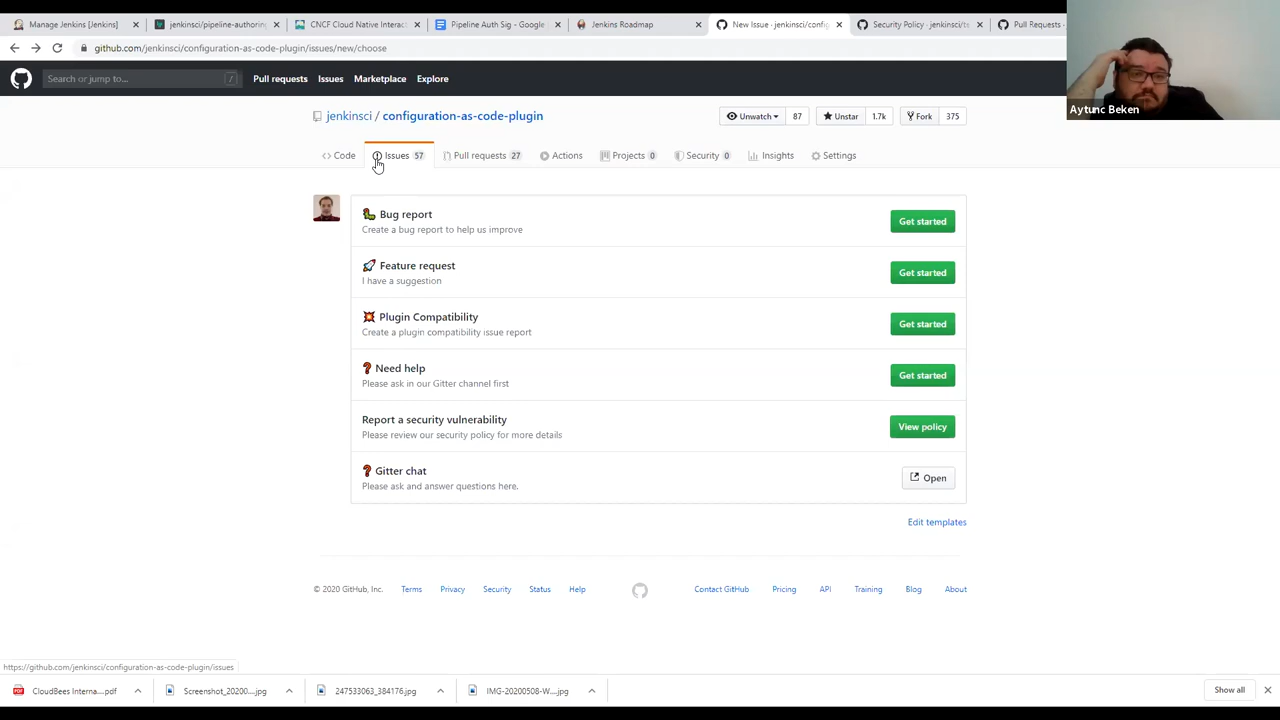 Manage Jenkins [Jenkins]
jenkinsci/pipeline-authoring
CNCF Cloud Native Interact
Pipeline Auth Sig - Google
Jenkins Roadmap
New Issue · jenkinsci/config
Security Policy · jenkinsci/te
Pull Requests ·
github.com/jenkinsci/configuration-as-code-plugin/issues/new/choose
Search or jump to...
/
Pull requests
Issues
Marketplace
Explore
Aytunc Beken
jenkinsci / configuration-as-code-plugin
Unwatch 87
Unstar 1.7k
Fork 375
Code
Issues 57
Pull requests 27
Actions
Projects 0
Security 0
Insights
Settings
Bug report
Create a bug report to help us improve
Get started
Feature request
I have a suggestion
Get started
Plugin Compatibility
Create a plugin compatibility issue report
Get started
Need help
Please ask in our Gitter channel first
Get started
Report a security vulnerability
Please review our security policy for more details
View policy
Gitter chat
Please ask and answer questions here.
Open
Edit templates
© 2020 GitHub, Inc.
Terms
Privacy
Security
Status
Help
Contact GitHub
Pricing
API
Training
Blog
About
https://github.com/jenkinsci/configuration-as-code-plugin/issues
CloudBees Interna....pdf
Screenshot_20200....jpg
247533063_384176.jpg
IMG-20200508-W....jpg
Show all